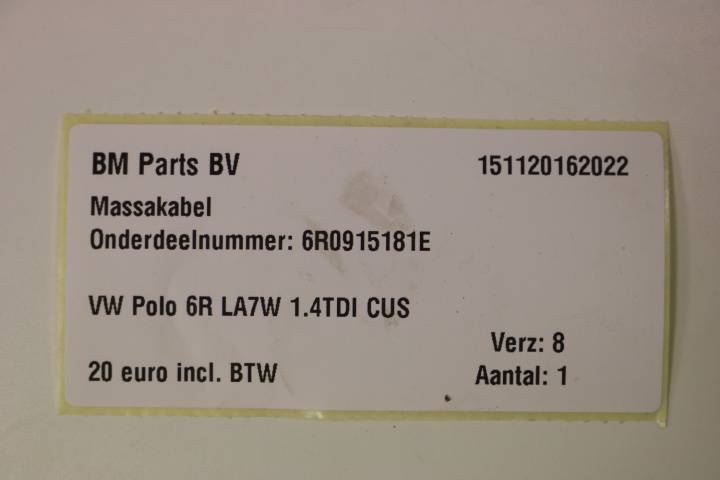 BM Parts BV 151120162022
Massakabel
Onderdeelnummer: 6R0915181E
VW Polo 6R LA7W 1.4TDI CUS
Verz: 8
20 euro incl. BTW Aantal: 1